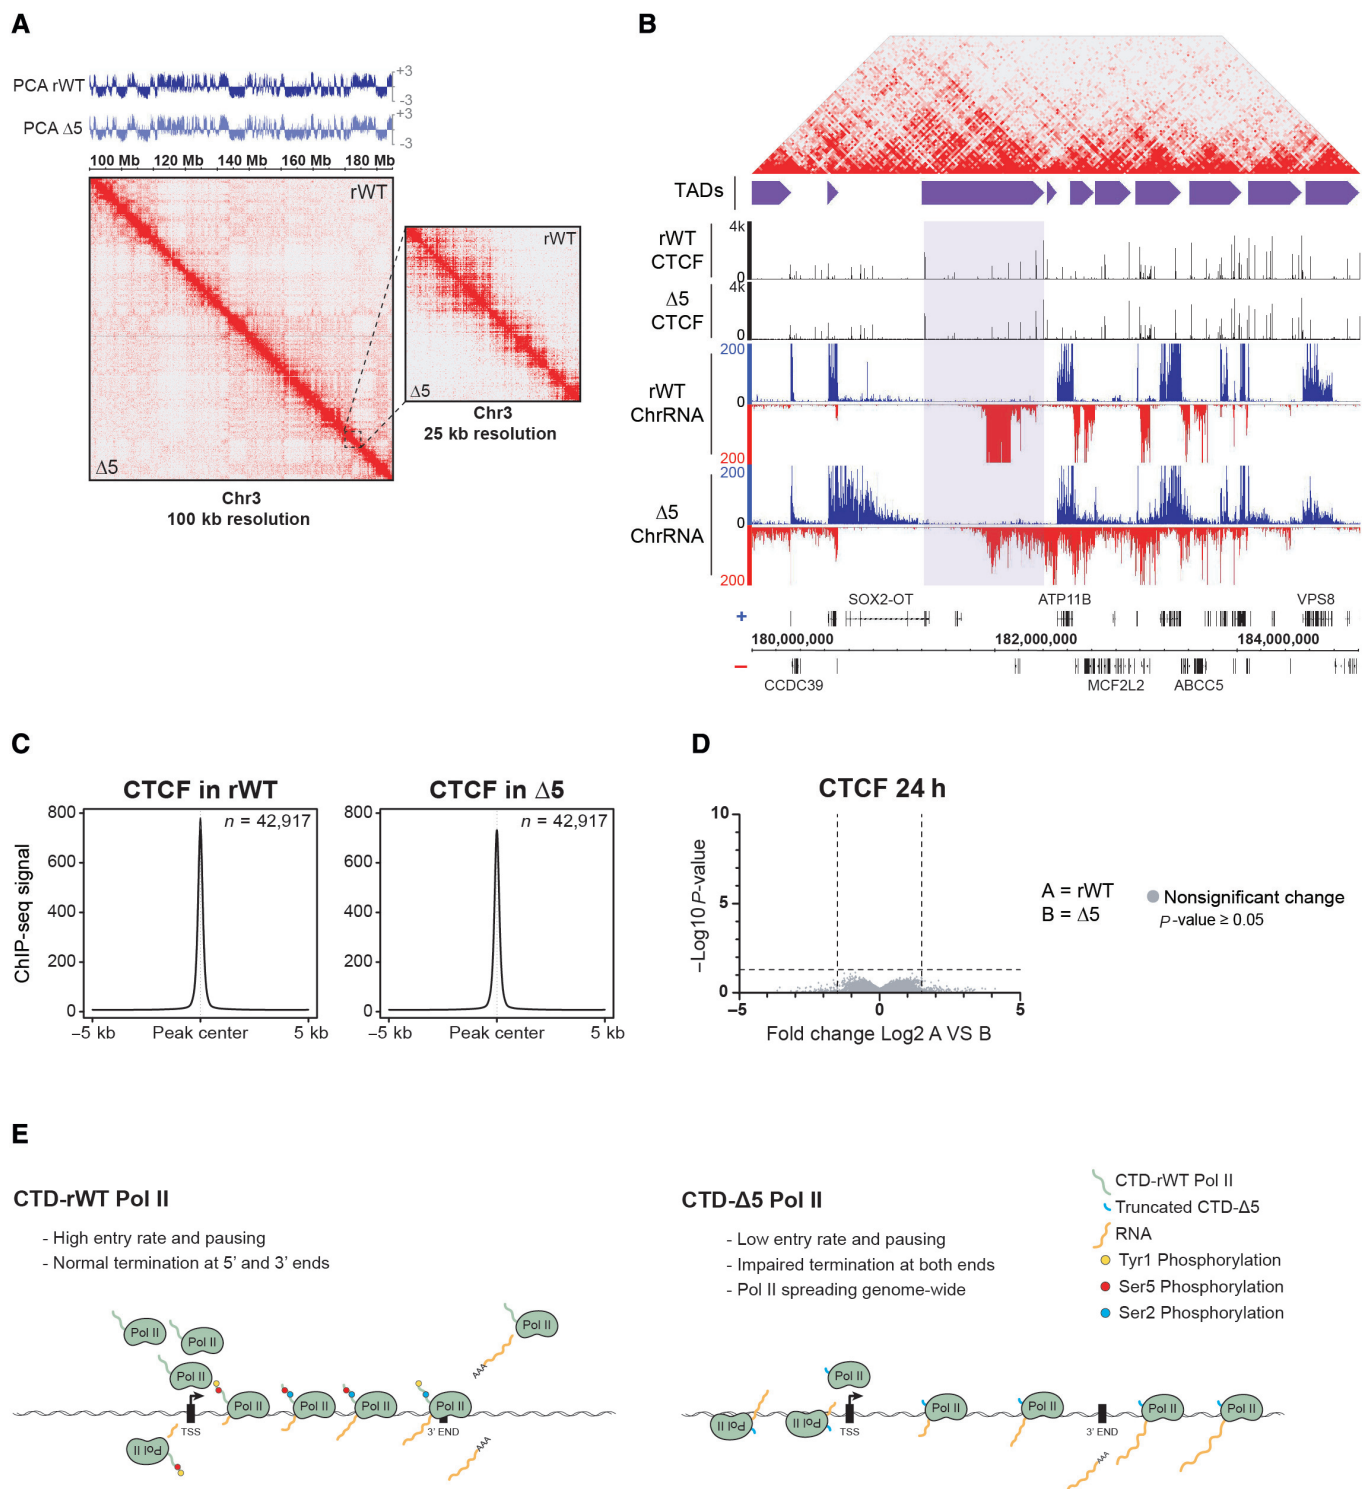 A
PCA rWT
+3
-3
PCA Δ5
+3
-3
100 Mb 120 Mb 140 Mb 160 Mb 180 Mb
rWT
Δ5
Chr3
100 kb resolution
rWT
Δ5
Chr3
25 kb resolution
B
TADs
rWT
CTCF
4k
0
Δ5
CTCF
4k
0
rWT
ChrRNA
200
0
200
Δ5
ChrRNA
200
0
200
SOX2-OT ATP11B VPS8
+
180,000,000 182,000,000 184,000,000
−
CCDC39 MCF2L2 ABCC5
C
CTCF in rWT
n = 42,917
ChIP-seq signal
800
600
400
200
0
−5 kb Peak center 5 kb
CTCF in Δ5
n = 42,917
800
600
400
200
0
−5 kb Peak center 5 kb
D
CTCF 24 h
−Log10 P-value
10
5
0
−5 0 5
Fold change Log2 A VS B
A = rWT
B = Δ5
Nonsignificant change
P-value ≥ 0.05
E
CTD-rWT Pol II
- High entry rate and pausing
- Normal termination at 5' and 3' ends
Pol II
Pol II
Pol II
Pol II
Pol II
Pol II
Pol II
Pol II
Pol II
AAA
AAA
TSS
3' END
CTD-Δ5 Pol II
- Low entry rate and pausing
- Impaired termination at both ends
- Pol II spreading genome-wide
CTD-rWT Pol II
Truncated CTD-Δ5
RNA
Tyr1 Phosphorylation
Ser5 Phosphorylation
Ser2 Phosphorylation
Pol II
Pol II
Pol II
Pol II
Pol II
Pol II
Pol II
TSS
3' END
AAA